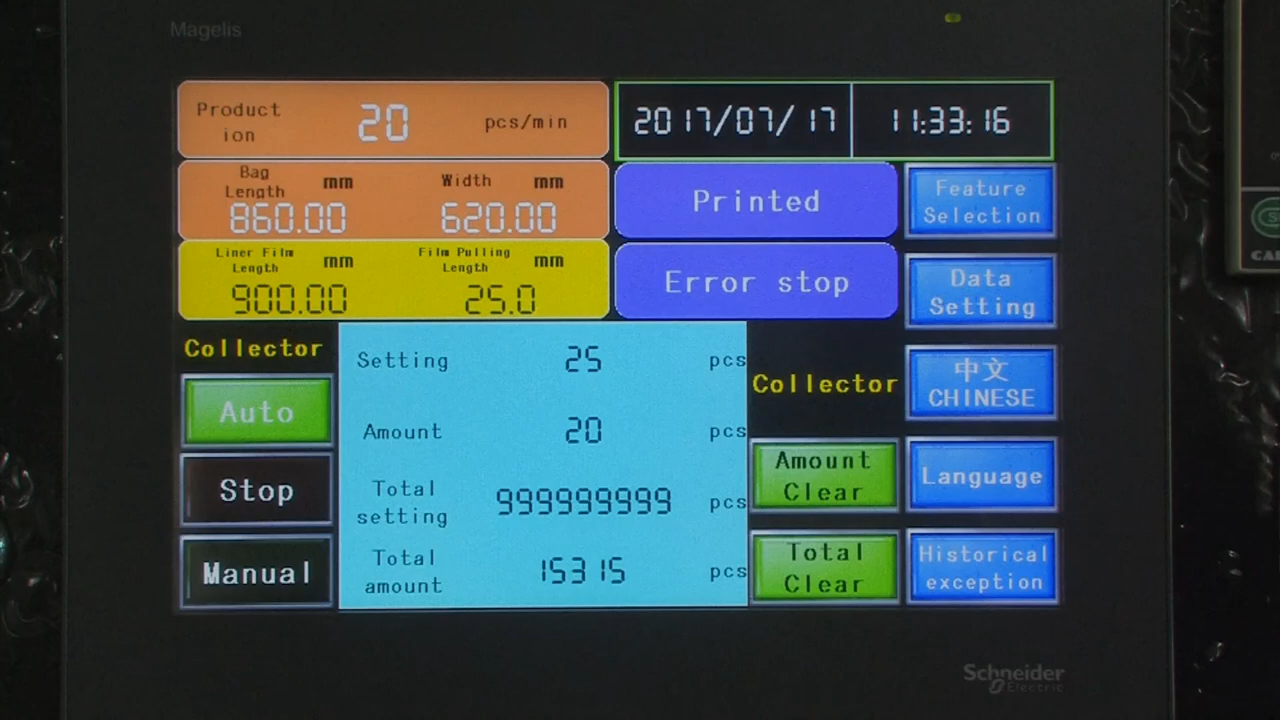 Magelis
Product
ion
20
pcs/min
2017/07/17
11:33:16
Bag
Length
mm
860.00
Width
mm
620.00
Printed
Feature
Selection
Liner Film
Length
mm
900.00
Film Pulling
Length
mm
25.0
Error stop
Data
Setting
Collector
Setting
25
pcs
Collector
中文
CHINESE
Auto
Amount
20
pcs
Amount
Clear
Language
Stop
Total
setting
999999999
pcs
Manual
Total
amount
15315
pcs
Total
Clear
Historical
exception
Schneider
Electric